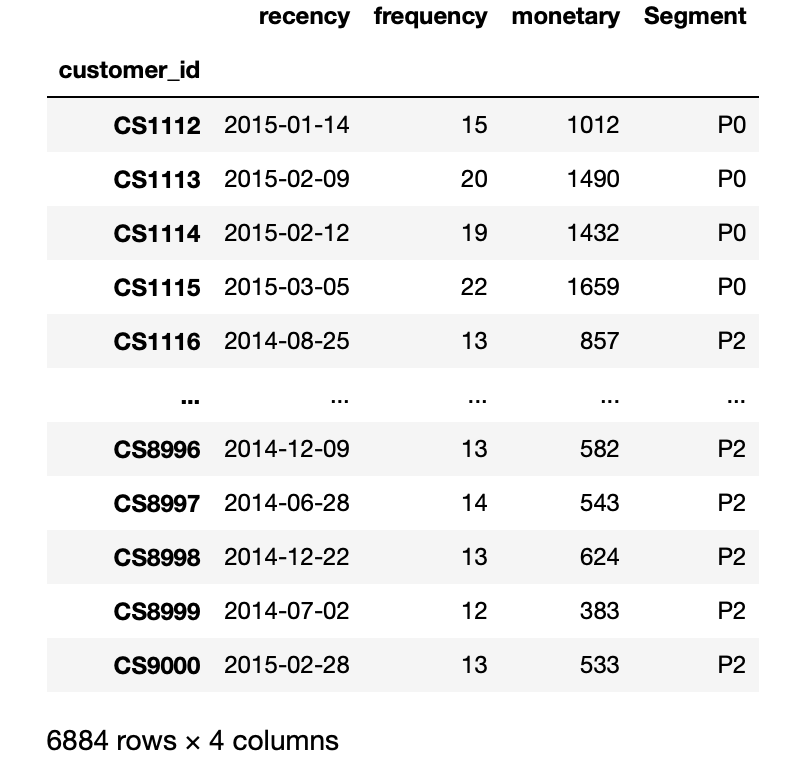 recency frequency monetary Segment
customer_id
CS1112 2015-01-14 15 1012 P0
CS1113 2015-02-09 20 1490 P0
CS1114 2015-02-12 19 1432 P0
CS1115 2015-03-05 22 1659 P0
CS1116 2014-08-25 13 857 P2
... ... ... ... ...
CS8996 2014-12-09 13 582 P2
CS8997 2014-06-28 14 543 P2
CS8998 2014-12-22 13 624 P2
CS8999 2014-07-02 12 383 P2
CS9000 2015-02-28 13 533 P2
6884 rows × 4 columns